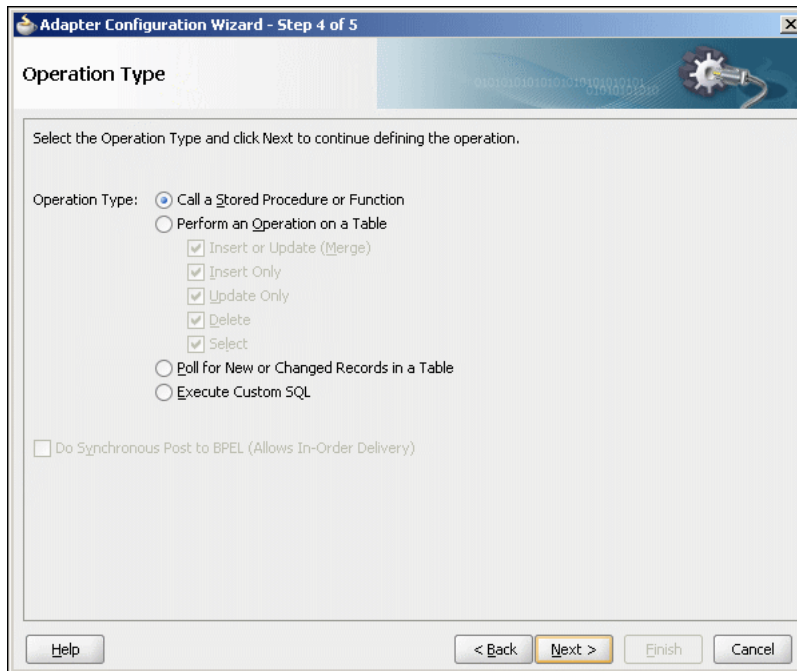 Adapter Configuration Wizard - Step 4 of 5
Operation Type
01010101010101010101010101
01010101010
Select the Operation Type and click Next to continue defining the operation.
Operation Type: Call a Stored Procedure or Function
Perform an Operation on a Table
Insert or Update (Merge)
Insert Only
Update Only
Delete
Select
Poll for New or Changed Records in a Table
Execute Custom SQL
Do Synchronous Post to BPEL (Allows In-Order Delivery)
Help < Back Next > Finish Cancel